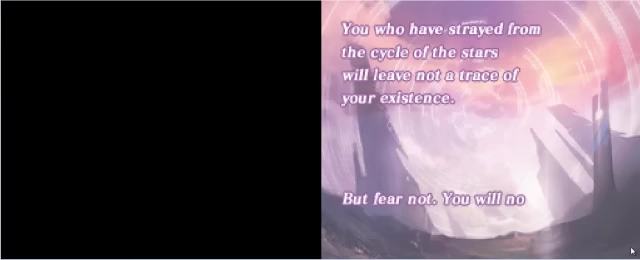 You who have strayed from
the cycle of the stars
will leave not a trace of
your existence.
But fear not. You will no